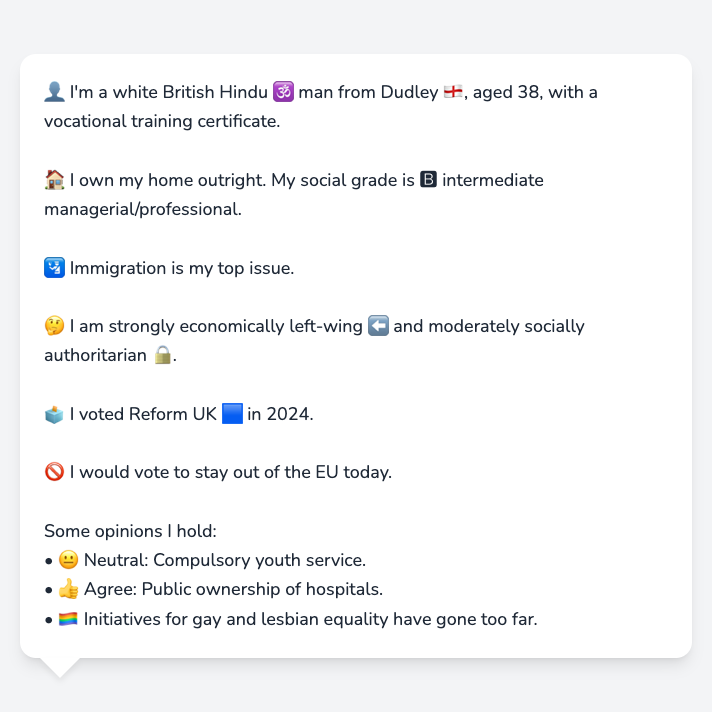 👤 I'm a white British Hindu 🕉️ man from Dudley 🏴󠁧󠁢󠁥󠁮󠁧󠁿, aged 38, with a
vocational training certificate.
🏠 I own my home outright. My social grade is 🅱 intermediate
managerial/professional.
🛂 Immigration is my top issue.
🤔 I am strongly economically left-wing ⬅️ and moderately socially
authoritarian 🔒.
🗳️ I voted Reform UK 🟦 in 2024.
🚫 I would vote to stay out of the EU today.
Some opinions I hold:
• 😐 Neutral: Compulsory youth service.
• 👍 Agree: Public ownership of hospitals.
• 🏳️‍🌈 Initiatives for gay and lesbian equality have gone too far.